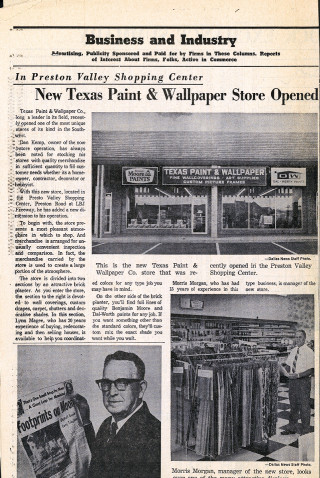 Business and Industry
Advertising, Publicity Sponsored and Paid for by Firms in These Columns. Reports
of Interest About Firms, Folks, Active in Commerce
In Preston Valley Shopping Center
New Texas Paint & Wallpaper Store Opened
Texas Paint & Wallpaper Co.,
long a leader in its field, recent-
ly opened one of the most unique
stores of its kind in the South-
west.
Dan Kemp, owner of the
store operation, has always
been noted for stocking his
stores with quality merchandise
in sufficient quantity to fill cus-
tomer needs whether its a home-
owner, contractor, decorator or
hobbyist.
With this new store, located in
the Presto Valley Shopping
Center, Preston Road at LBJ
Freeway, he has added a new di-
mension to his operation.
To begin with, the store pre-
sents a most pleasant atmos-
phere in which to shop. And
merchandise is arranged for un-
usually convenient inspection
and comparison. In fact, the
merchandise carried by the
store is used to create a large
portion of the atmosphere.
The store is divided into two
sections by an attractive brick
planter. As you enter the store,
the section to the right is devot-
ed to wall coverings, custom
drapes, carpet, shutters and dec-
orative shades. In this section,
Lynn Magee, who has 20 years
experience of buying, redecorat-
ing and then selling houses, is
available to help you coordinat-
Moore's
PAINTS
TEXAS PAINT & WALLPAPER
FINE WALLCOVERINGS ART SUPPLIES
CUSTOM PICTURE FRAMES
DW
—Dallas News Staff Photo.
This is the new Texas Paint &
Wallpaper Co. store that was re-
cently opened in the Preston Valley
Shopping Center.
ed colors for any type job you
may have in mind.
On the other side of the brick
planter, you'll find full lines of
quality Benjamin Moore and
Dal-Worth paints for any job. If
you want something other than
the standard colors, they'll cus-
tom mix the exact shade you
want while you wait.
Morris Morgan, who has had
15 years of experience in this
type business, is manager of the
new store.
Footprints on Moon
—Dallas News Staff Photo.
Morris Morgan, manager of the new store, looks